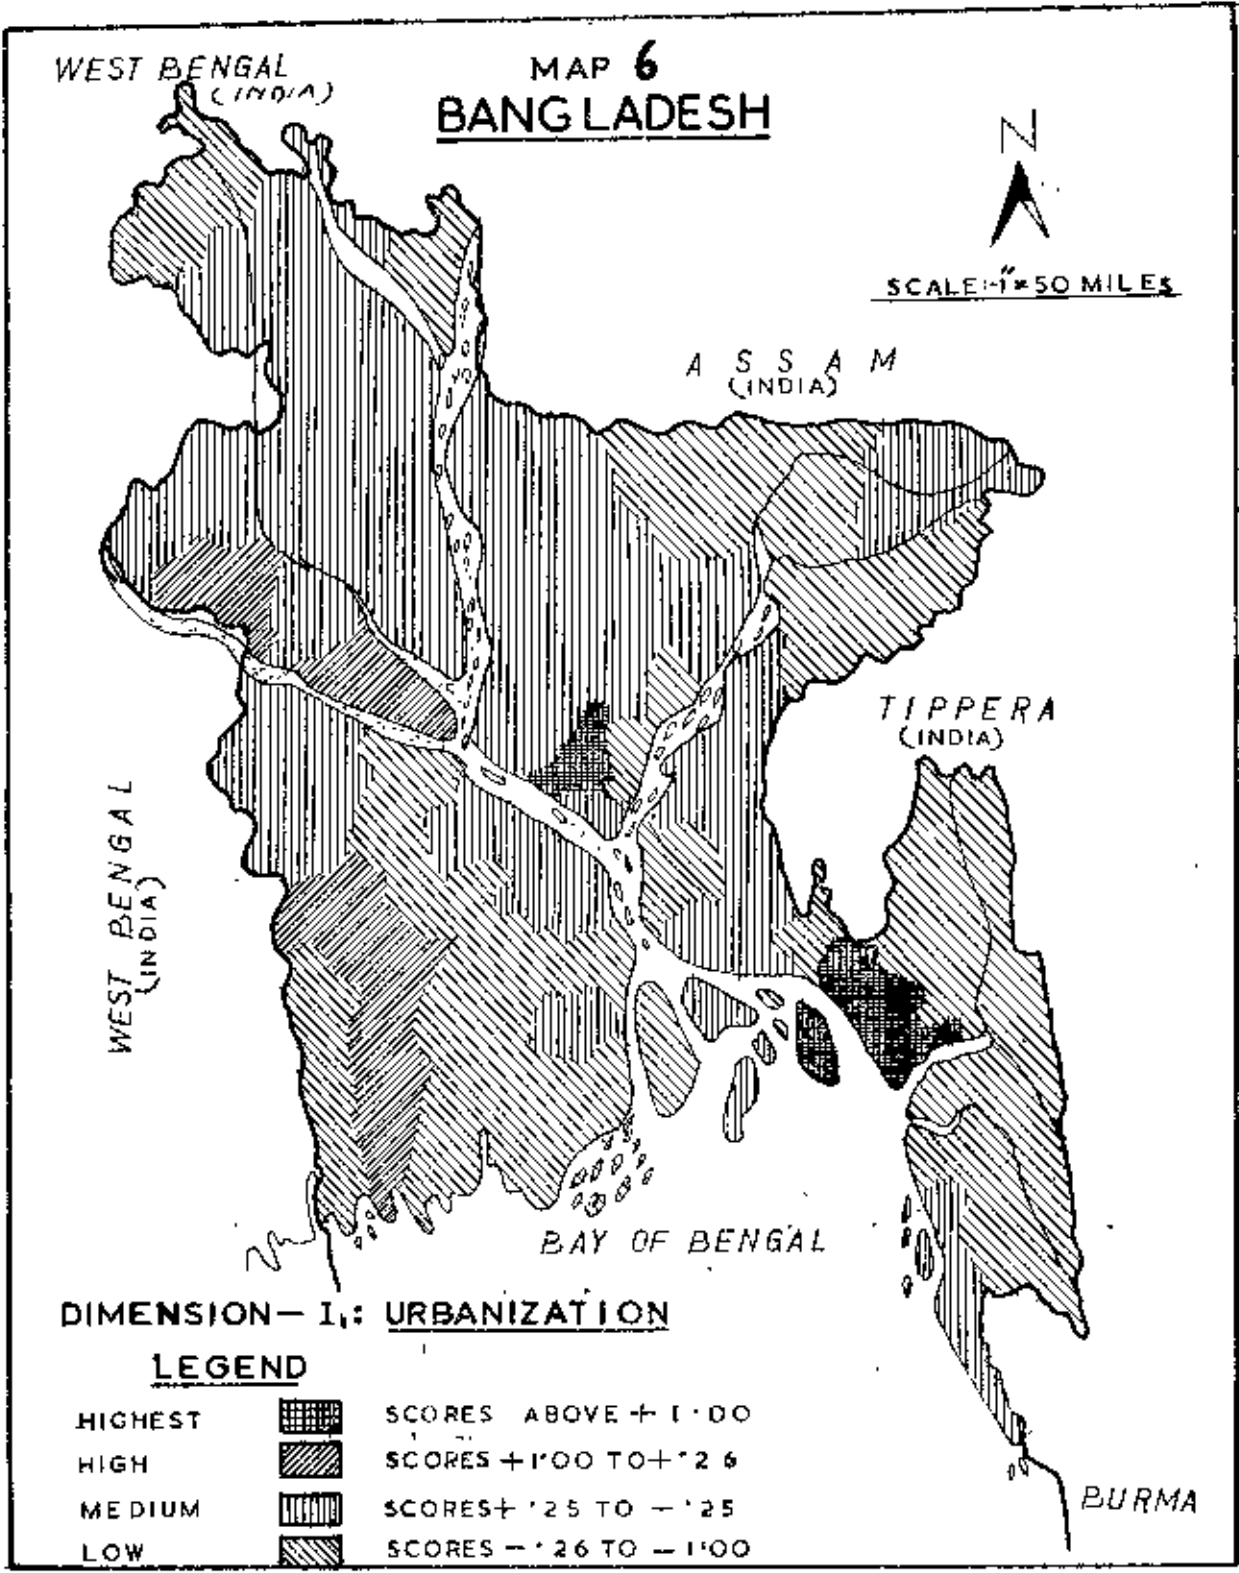 WEST BENGAL
(INDIA)
MAP 6
BANGLADESH
N
SCALE:-1"=50 MILES
ASSAM
(INDIA)
TIPPERA
(INDIA)
WEST BENGAL
(INDIA)
BAY OF BENGAL
DIMENSION— I₁: URBANIZATION
LEGEND
HIGHEST SCORES ABOVE + 1·00
HIGH SCORES +1·00 TO +·26
MEDIUM SCORES + ·25 TO — ·25
LOW SCORES — ·26 TO — 1·00
BURMA